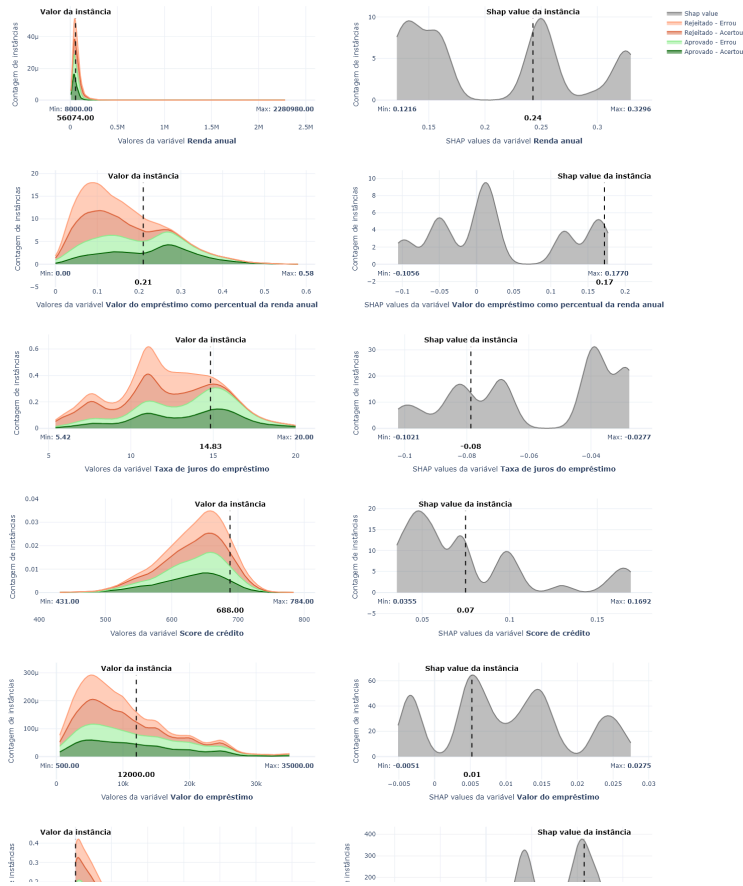 Valor da instância
Contagem de instâncias
40µ
20µ
0
Min: 8000.00
Max: 2280980.00
56074.00
0
0.5M
1M
1.5M
2M
2.5M
Valores da variável Renda anual
Shap value da instância
Contagem de instâncias
10
5
0
Min: 0.1216
Max: 0.3296
0.24
0.15
0.2
0.25
0.3
SHAP values da variável Renda anual
Shap value
Rejeitado - Errou
Rejeitado - Acertou
Aprovado - Errou
Aprovado - Acertou
Valor da instância
Contagem de instâncias
20
15
10
5
0
−5
Min: 0.00
Max: 0.58
0.21
0
0.1
0.2
0.3
0.4
0.5
0.6
Valores da variável Valor do empréstimo como percentual da renda anual
Shap value da instância
Contagem de instâncias
10
8
6
4
2
0
−2
Min: -0.1056
Max: 0.1770
0.17
−0.1
−0.05
0
0.05
0.1
0.15
0.2
SHAP values da variável Valor do empréstimo como percentual da renda anual
Valor da instância
Contagem de instâncias
0.6
0.4
0.2
0
Min: 5.42
Max: 20.00
14.83
5
10
15
20
Valores da variável Taxa de juros do empréstimo
Shap value da instância
Contagem de instâncias
30
20
10
0
Min: -0.1021
Max: -0.0277
-0.08
−0.1
−0.08
−0.06
−0.04
SHAP values da variável Taxa de juros do empréstimo
Valor da instância
Contagem de instâncias
0.04
0.03
0.02
0.01
0
Min: 431.00
Max: 784.00
688.00
400
500
600
700
800
Valores da variável Score de crédito
Shap value da instância
Contagem de instâncias
20
15
10
5
0
−5
Min: 0.0355
Max: 0.1692
0.07
0.05
0.1
0.15
SHAP values da variável Score de crédito
Valor da instância
Contagem de instâncias
300µ
200µ
100µ
0
Min: 500.00
Max: 35000.00
12000.00
0
10k
20k
30k
Valores da variável Valor do empréstimo
Shap value da instância
Contagem de instâncias
60
40
20
0
Min: -0.0051
Max: 0.0275
0.01
−0.005
0
0.005
0.01
0.015
0.02
0.025
0.03
SHAP values da variável Valor do empréstimo
Valor da instância
0.4
0.3
Shap value da instância
400
300